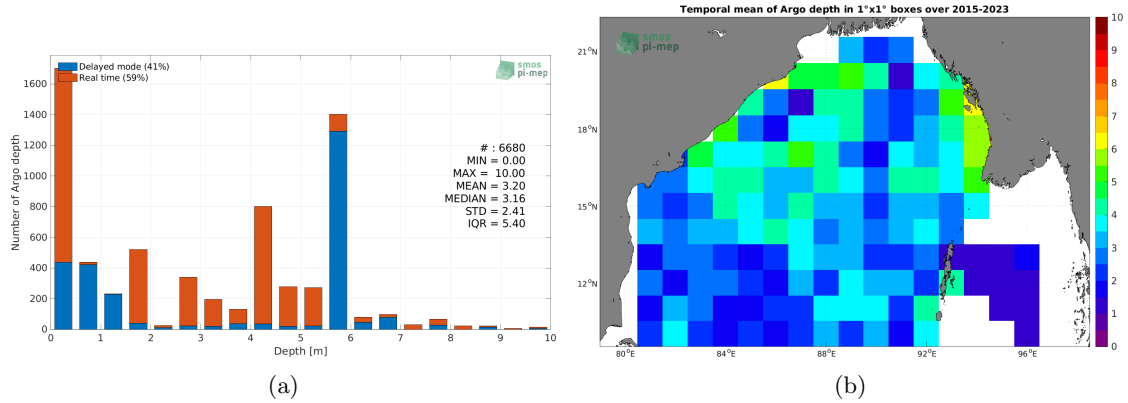 Delayed mode (41%)
Real time (59%)
smos
pi-mep
# : 6680
MIN = 0.00
MAX = 10.00
MEAN = 3.20
MEDIAN = 3.16
STD = 2.41
IQR = 5.40
Number of Argo depth
1600
1400
1200
1000
800
600
400
200
0
0 1 2 3 4 5 6 7 8 9 10
Depth [m]
(a)
Temporal mean of Argo depth in 1°x1° boxes over 2015-2023
smos
pi-mep
21°N
18°N
15°N
12°N
80°E 84°E 88°E 92°E 96°E
10
9
8
7
6
5
4
3
2
1
0
(b)